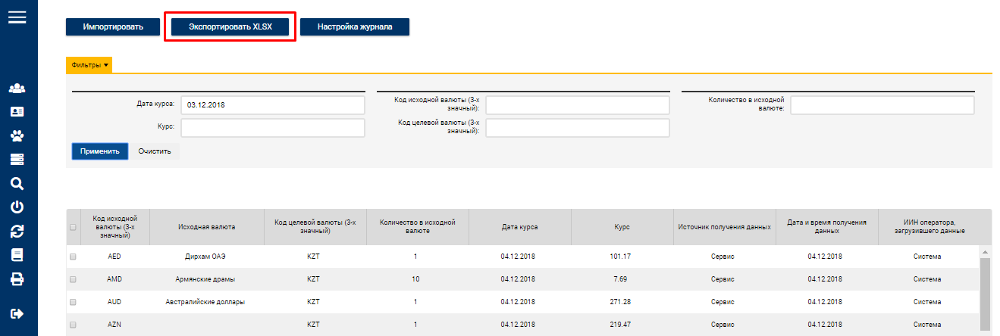 Импортировать Экспортировать XLSX Настройка журнала
Фильтры
Дата курса: 03.12.2018
Код исходной валюты (3-х
значный):
Количество в исходной
валюте:
Курс:
Код целевой валюты (3-х
значный):
Применить Очистить
Код исходной
валюты (3-х
значный)
Исходная валюта
Код целевой валюты (3-х
значный)
Количество в исходной
валюте
Дата курса
Курс
Источник получения данных
Дата и время получения
данных
ИИН оператора,
загрузившего данные
AED Дирхам ОАЭ KZT 1 04.12.2018 101.17 Сервис 04.12.2018 Система
AMD Армянские драмы KZT 10 04.12.2018 7.69 Сервис 04.12.2018 Система
AUD Австралийские доллары KZT 1 04.12.2018 271.28 Сервис 04.12.2018 Система
AZN KZT 1 04.12.2018 219.47 Сервис 04.12.2018 Система